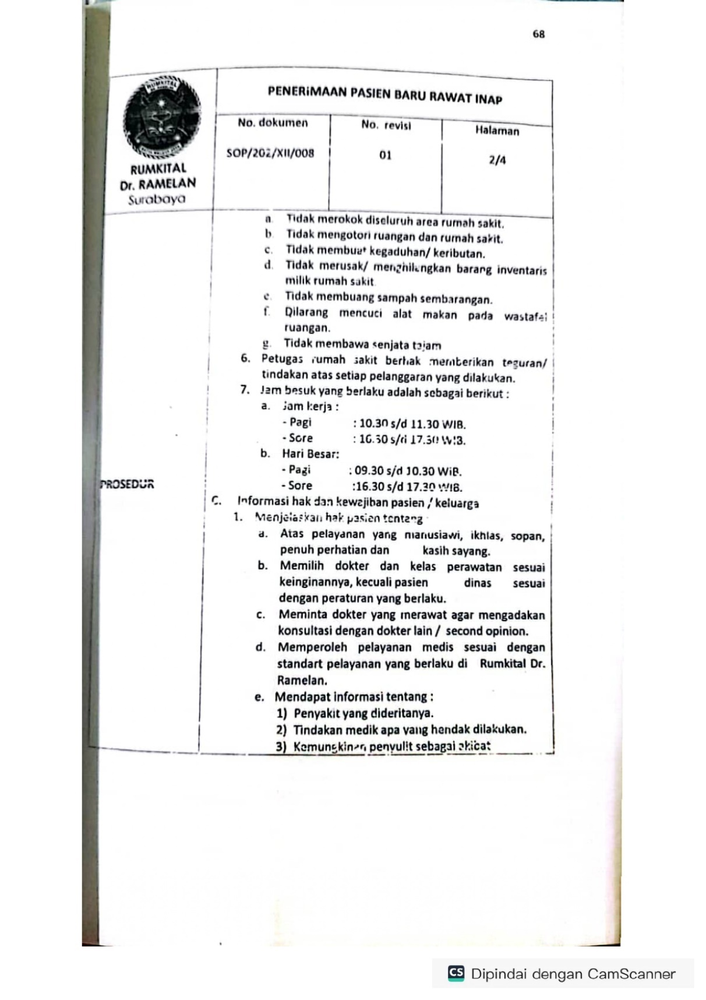 68
RUMKITAL
RUMKITAL
Dr. RAMELAN
Surabaya
PENERIMAAN PASIEN BARU RAWAT INAP
No. dokumen
SOP/202/XII/008
No. revisi
01
Halaman
2/4
PROSEDUR
a. Tidak merokok diseluruh area rumah sakit.
b. Tidak mengotori ruangan dan rumah sakit.
c. Tidak membuat kegaduhan/ keributan.
d. Tidak merusak/ menghilangkan barang inventaris
milik rumah sakit.
e. Tidak membuang sampah sembarangan.
f. Dilarang mencuci alat makan pada wastafel
ruangan.
g. Tidak membawa senjata tajam
6. Petugas rumah sakit berhak memberikan teguran/
tindakan atas setiap pelanggaran yang dilakukan.
7. Jam besuk yang berlaku adalah sebagai berikut :
a. Jam kerja :
- Pagi : 10.30 s/d 11.30 WIB.
- Sore : 16.30 s/d 17.30 WIB.
b. Hari Besar:
- Pagi : 09.30 s/d 10.30 WIB.
- Sore :16.30 s/d 17.30 WIB.
C. Informasi hak dan kewajiban pasien / keluarga
1. Menjelaskan hak pasien tentang
a. Atas pelayanan yang manusiawi, ikhlas, sopan,
penuh perhatian dan kasih sayang.
b. Memilih dokter dan kelas perawatan sesuai
keinginannya, kecuali pasien dinas sesuai
dengan peraturan yang berlaku.
c. Meminta dokter yang merawat agar mengadakan
konsultasi dengan dokter lain / second opinion.
d. Memperoleh pelayanan medis sesuai dengan
standart pelayanan yang berlaku di Rumkital Dr.
Ramelan.
e. Mendapat informasi tentang :
1) Penyakit yang dideritanya.
2) Tindakan medik apa yang hendak dilakukan.
3) Kemungkinan penyulit sebagai akibat
CS Dipindai dengan CamScanner